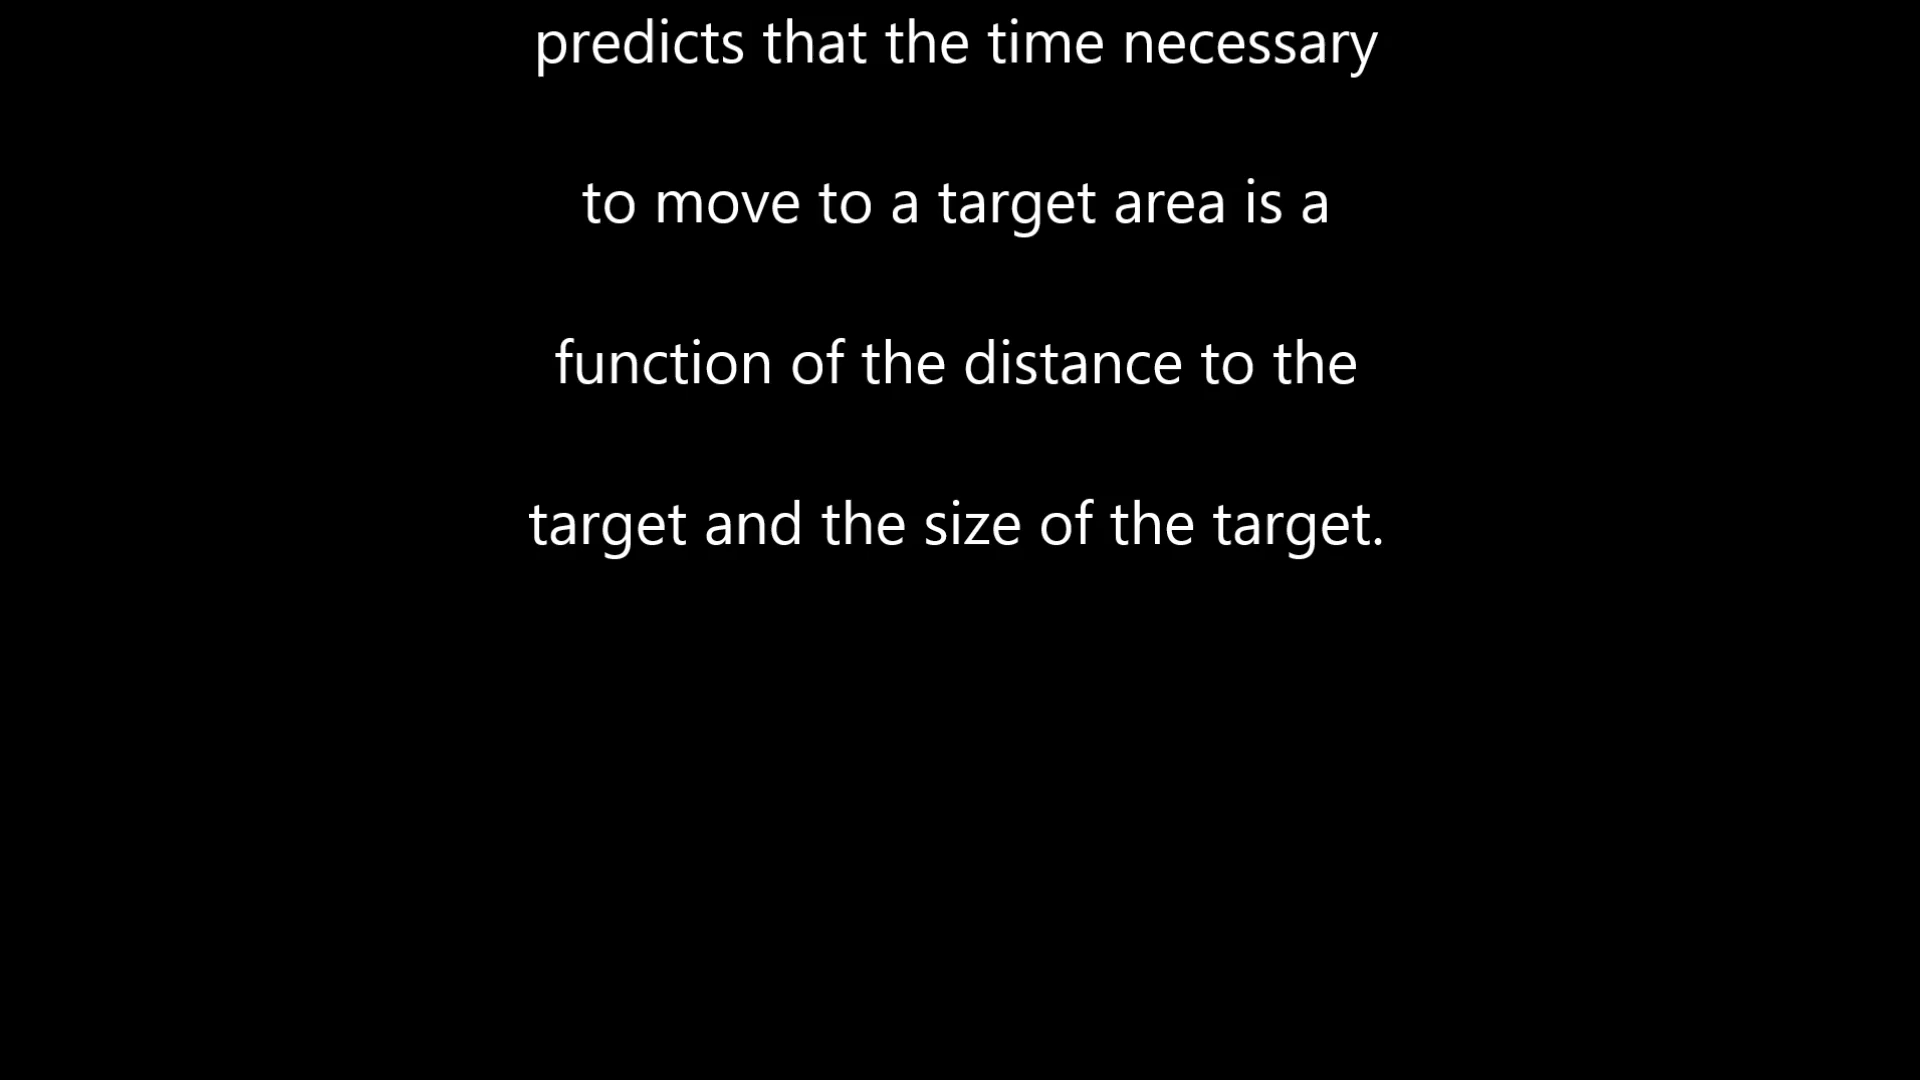 predicts that the time necessary
to move to a target area is a
function of the distance to the
target and the size of the target.